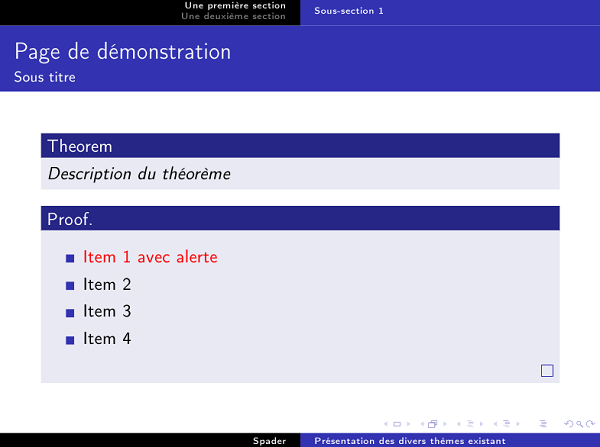 Une première section
Une deuxième section
Sous-section 1
Page de démonstration
Sous titre
Theorem
Description du théorème
Proof.
Item 1 avec alerte
Item 2
Item 3
Item 4
Spader
Présentation des divers thèmes existant